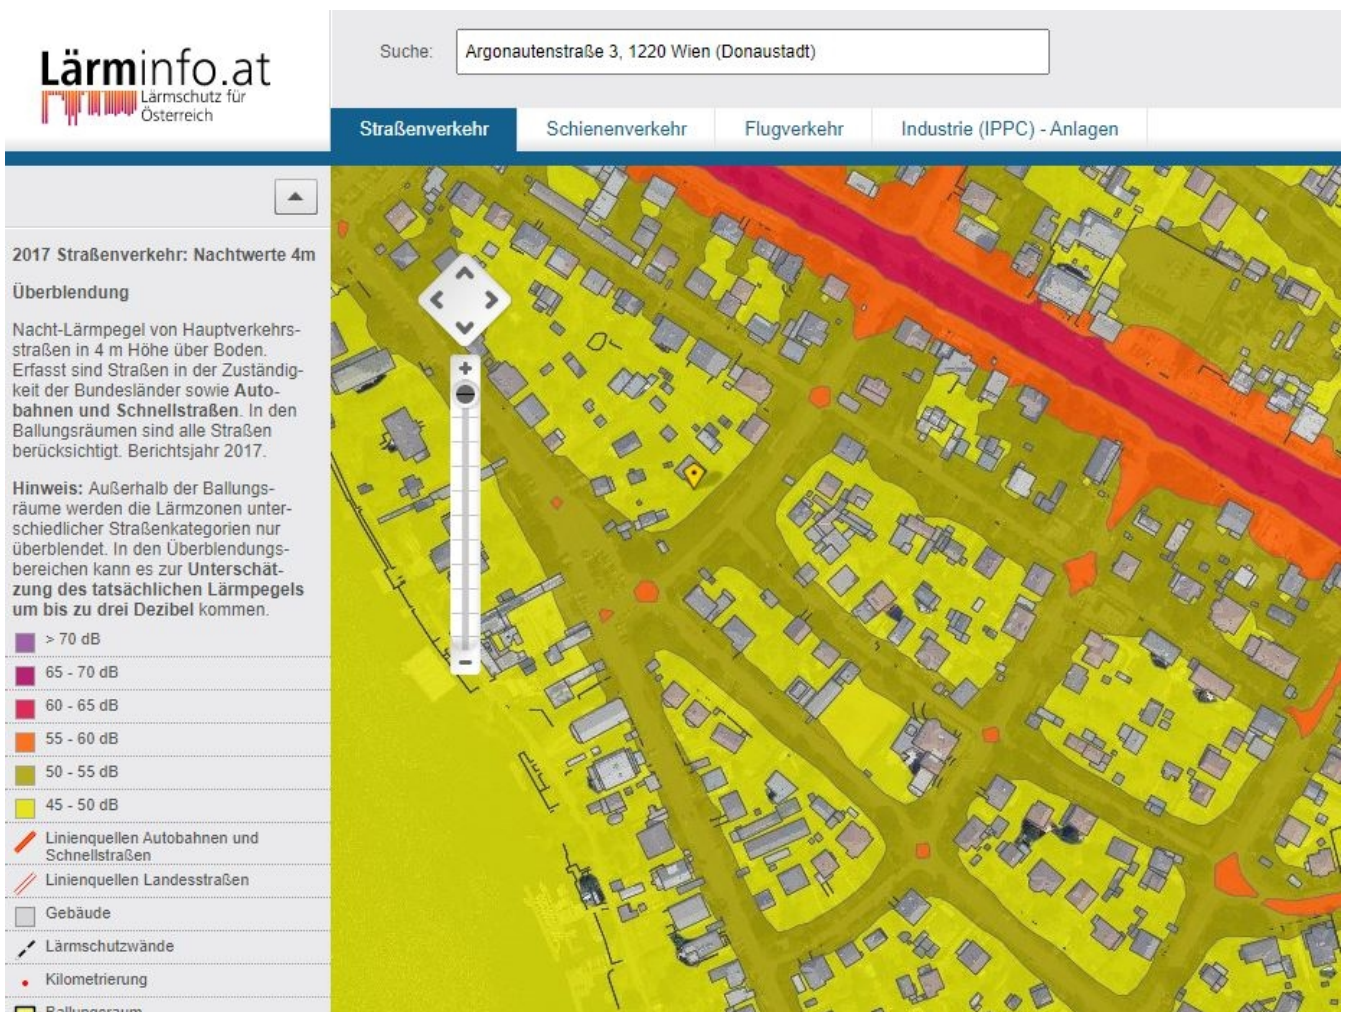 Lärminfo.at
Lärmschutz für
Österreich
Suche:
Argonautenstraße 3, 1220 Wien (Donaustadt)
Straßenverkehr
Schienenverkehr
Flugverkehr
Industrie (IPPC) - Anlagen
2017 Straßenverkehr: Nachtwerte 4m
Überblendung
Nacht-Lärmpegel von Hauptverkehrs-
straßen in 4 m Höhe über Boden.
Erfasst sind Straßen in der Zuständig-
keit der Bundesländer sowie Auto-
bahnen und Schnellstraßen. In den
Ballungsräumen sind alle Straßen
berücksichtigt. Berichtsjahr 2017.
Hinweis: Außerhalb der Ballungs-
räume werden die Lärmzonen unter-
schiedlicher Straßenkategorien nur
überblendet. In den Überblendungs-
bereichen kann es zur Unterschät-
zung des tatsächlichen Lärmpegels
um bis zu drei Dezibel kommen.
> 70 dB
65 - 70 dB
60 - 65 dB
55 - 60 dB
50 - 55 dB
45 - 50 dB
Linienquellen Autobahnen und
Schnellstraßen
Linienquellen Landesstraßen
Gebäude
Lärmschutzwände
Kilometrierung
Ballungsraum